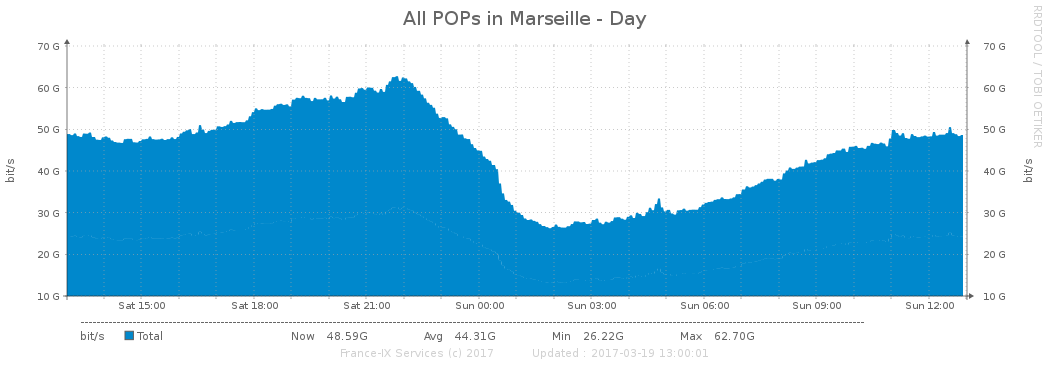 All POPs in Marseille - Day
RRDTOOL / TOBI OETIKER
70 G 70 G
60 G 60 G
50 G 50 G
40 G 40 G
30 G 30 G
20 G 20 G
10 G 10 G
bit/s bit/s
Sat 15:00 Sat 18:00 Sat 21:00 Sun 00:00 Sun 03:00 Sun 06:00 Sun 09:00 Sun 12:00
bit/s Total Now 48.59G Avg 44.31G Min 26.22G Max 62.70G
France-IX Services (c) 2017 Updated : 2017-03-19 13:00:01